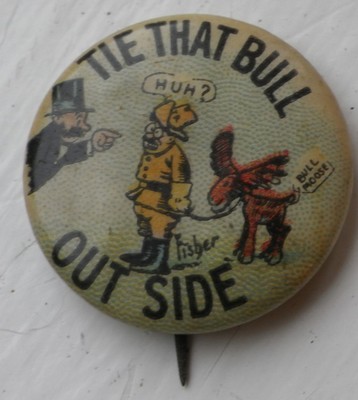 TIE THAT BULL
HUH?
BULL
MOOSE
Fisher
OUT SIDE